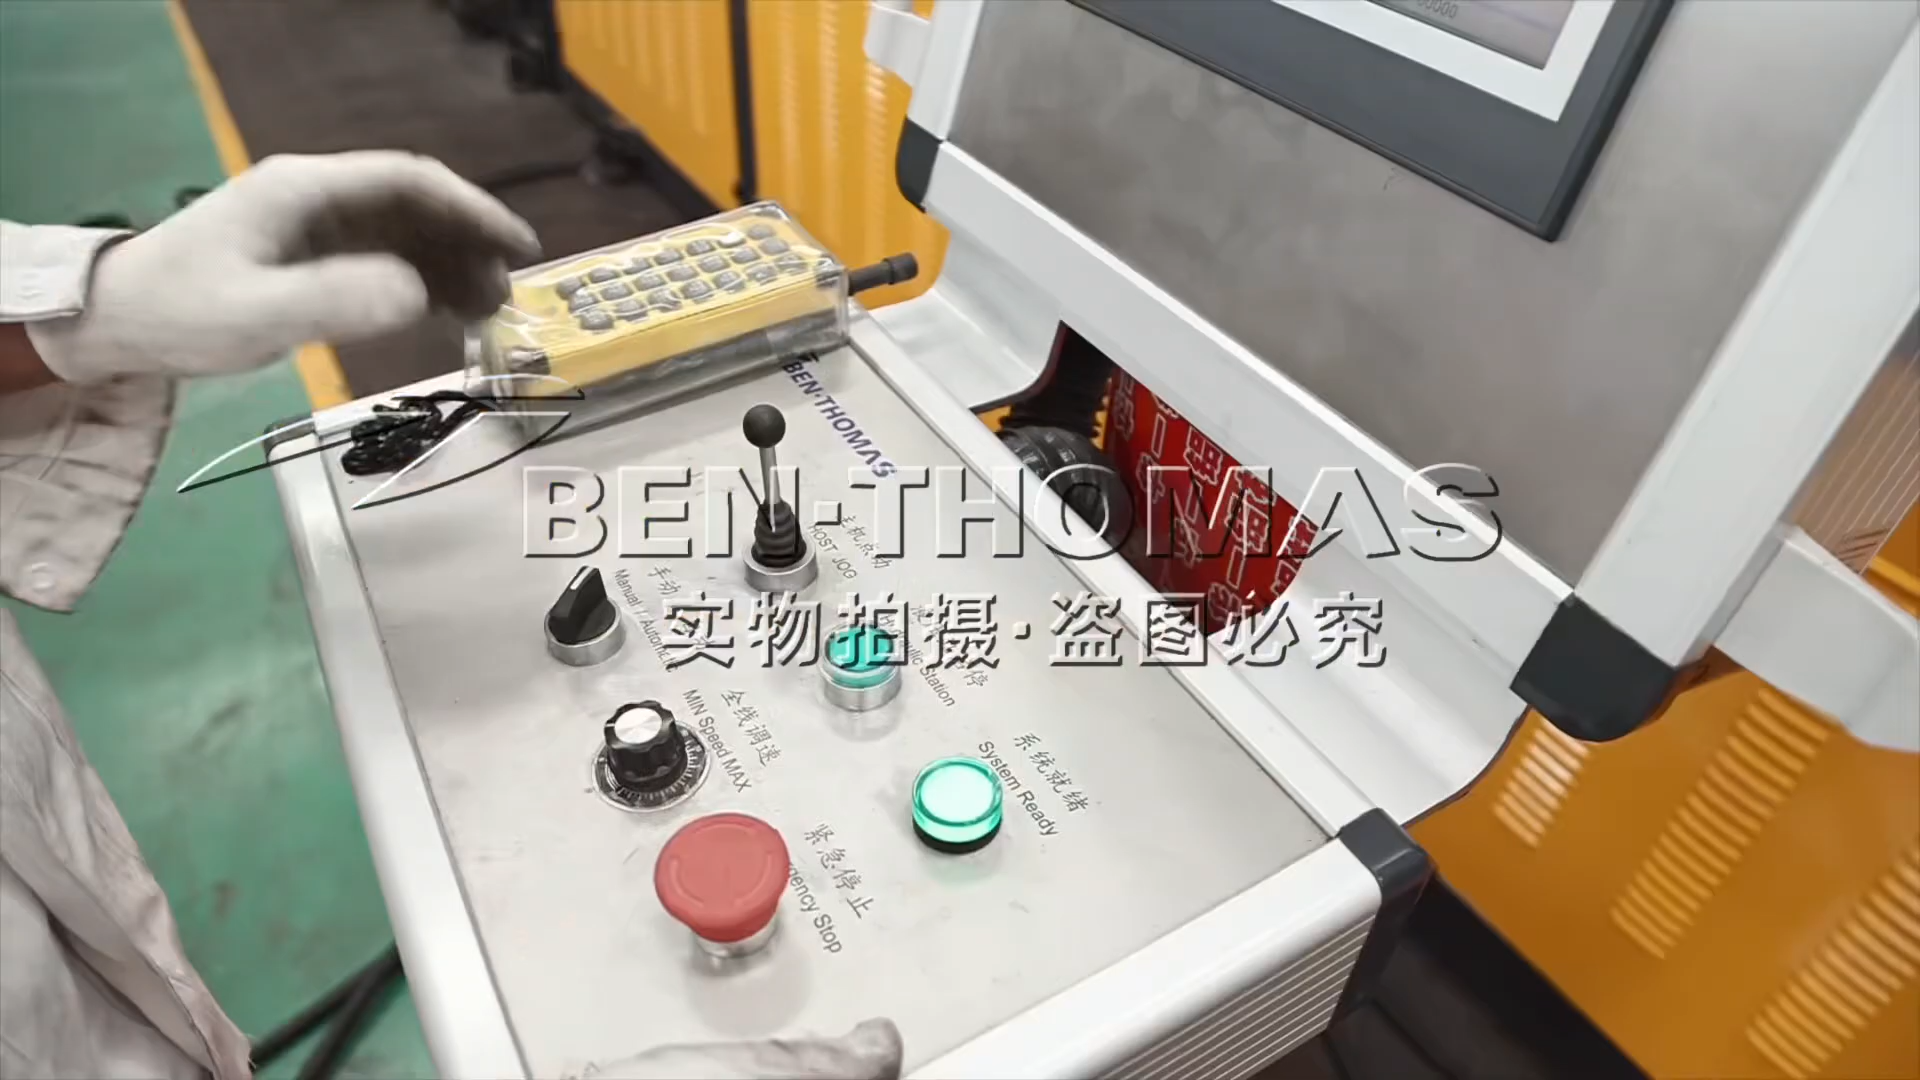 BEN·THOMAS
BEN·THOMAS
实物拍摄·盗图必究
主机点动
HOST JOG
手动
Manual / Automatic
Station
全线调速
MIN Speed MAX
系统就绪
System Ready
紧急停止
gency Stop